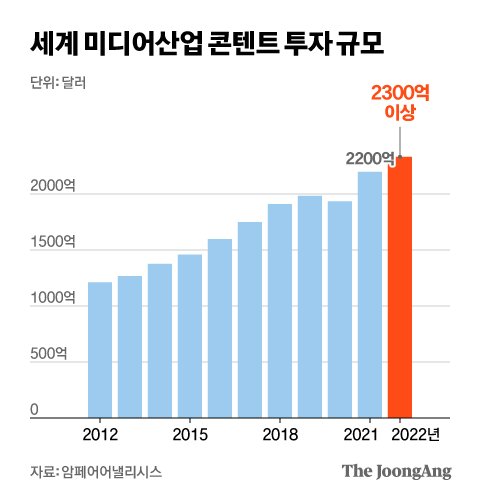 세계 미디어산업 콘텐트 투자 규모
단위: 달러
2300억
이상
2200억
2000억
1500억
1000억
500억
0
2012 2015 2018 2021 2022년
자료: 암페어어낼리시스
The JoongAng